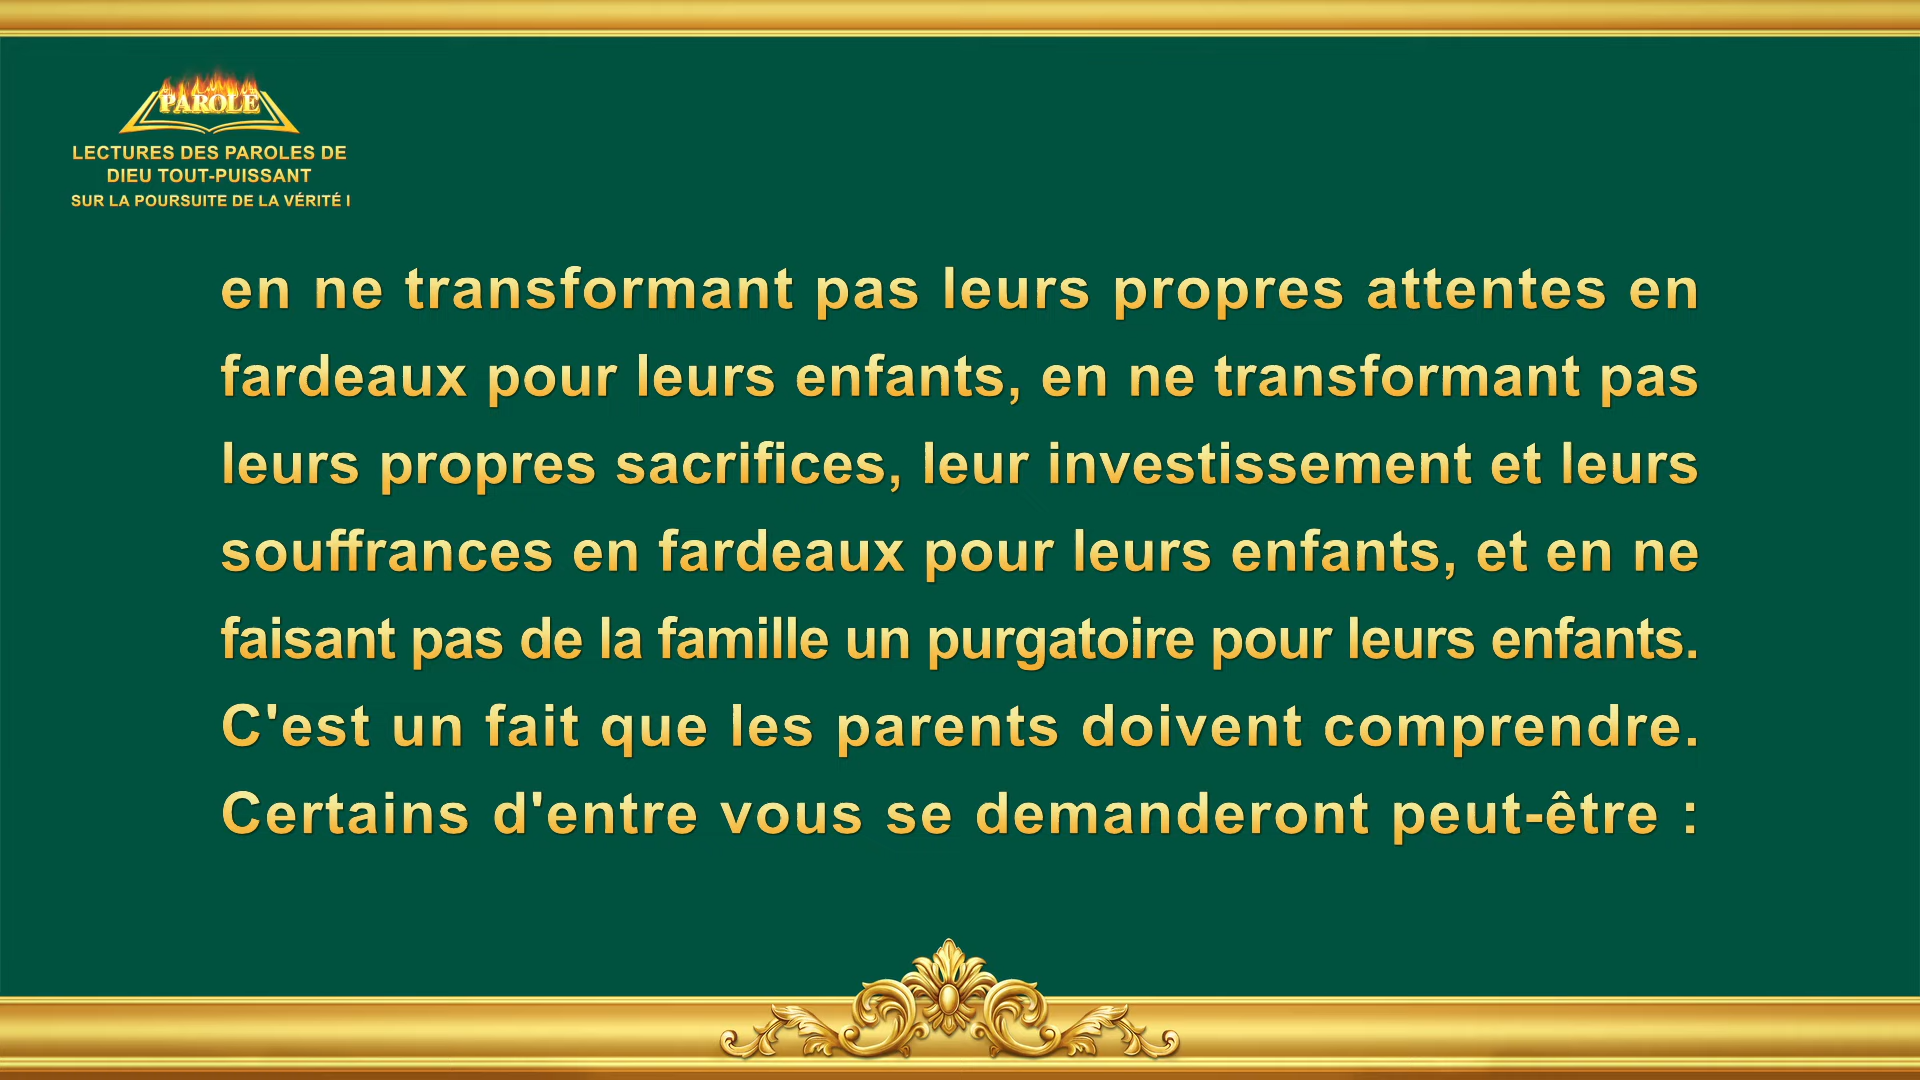 PAROLE
LECTURES DES PAROLES DE
DIEU TOUT-PUISSANT
SUR LA POURSUITE DE LA VÉRITÉ I
en ne transformant pas leurs propres attentes en
fardeaux pour leurs enfants, en ne transformant pas
leurs propres sacrifices, leur investissement et leurs
souffrances en fardeaux pour leurs enfants, et en ne
faisant pas de la famille un purgatoire pour leurs enfants.
C'est un fait que les parents doivent comprendre.
Certains d'entre vous se demanderont peut-être :